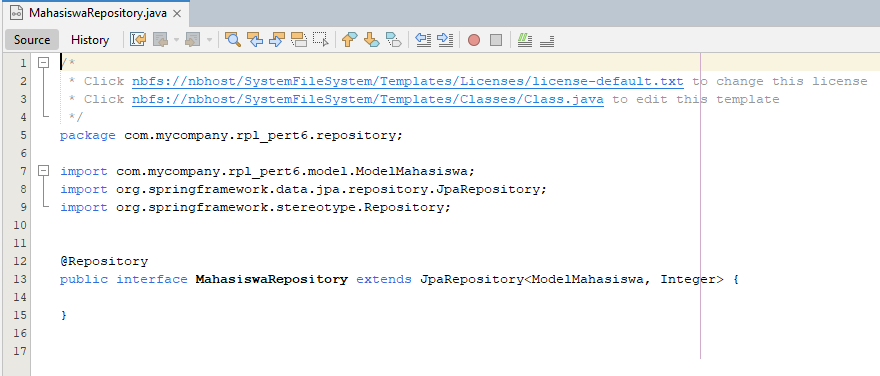 MahasiswaRepository.java
Source History
1 /*
2 * Click nbfs://nbhost/SystemFileSystem/Templates/Licenses/license-default.txt to change this license
3 * Click nbfs://nbhost/SystemFileSystem/Templates/Classes/Class.java to edit this template
4 */
5 package com.mycompany.rpl_pert6.repository;
6
7 import com.mycompany.rpl_pert6.model.ModelMahasiswa;
8 import org.springframework.data.jpa.repository.JpaRepository;
9 import org.springframework.stereotype.Repository;
10
11
12 @Repository
13 public interface MahasiswaRepository extends JpaRepository<ModelMahasiswa, Integer> {
14
15 }
16
17